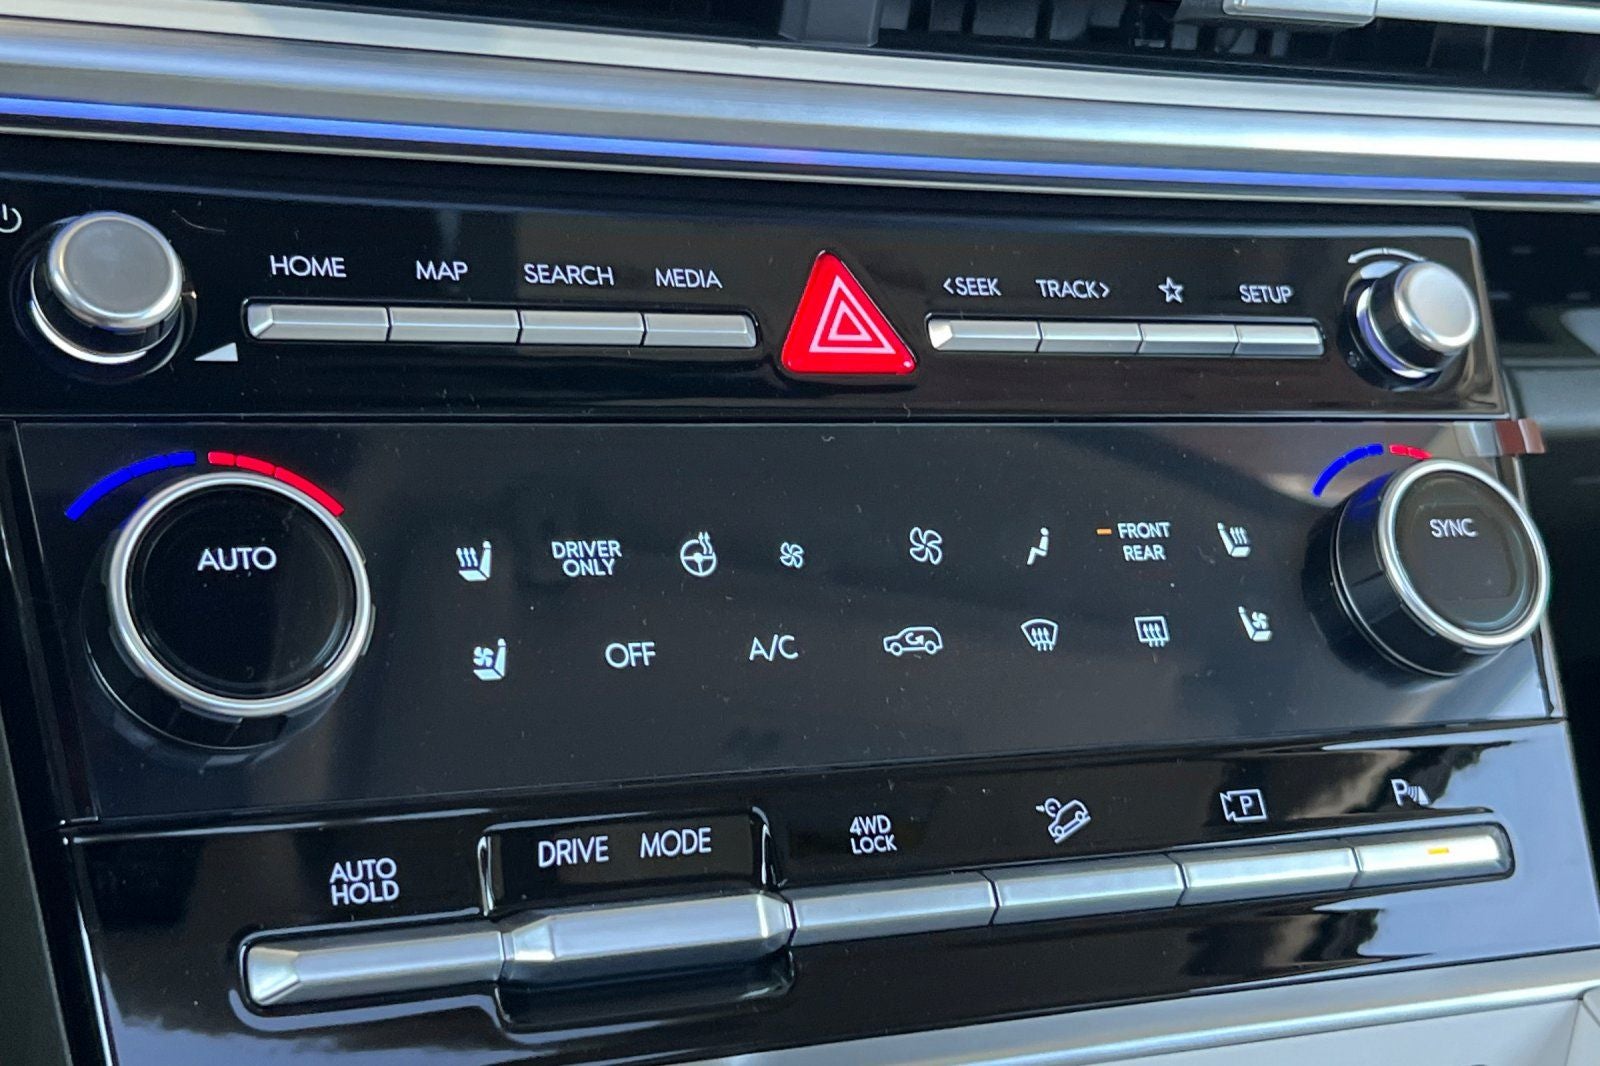 HOME MAP SEARCH MEDIA <SEEK TRACK> SETUP
AUTO
DRIVER
ONLY
FRONT
REAR
SYNC
OFF A/C
AUTO
HOLD
DRIVE MODE
4WD
LOCK
P
P